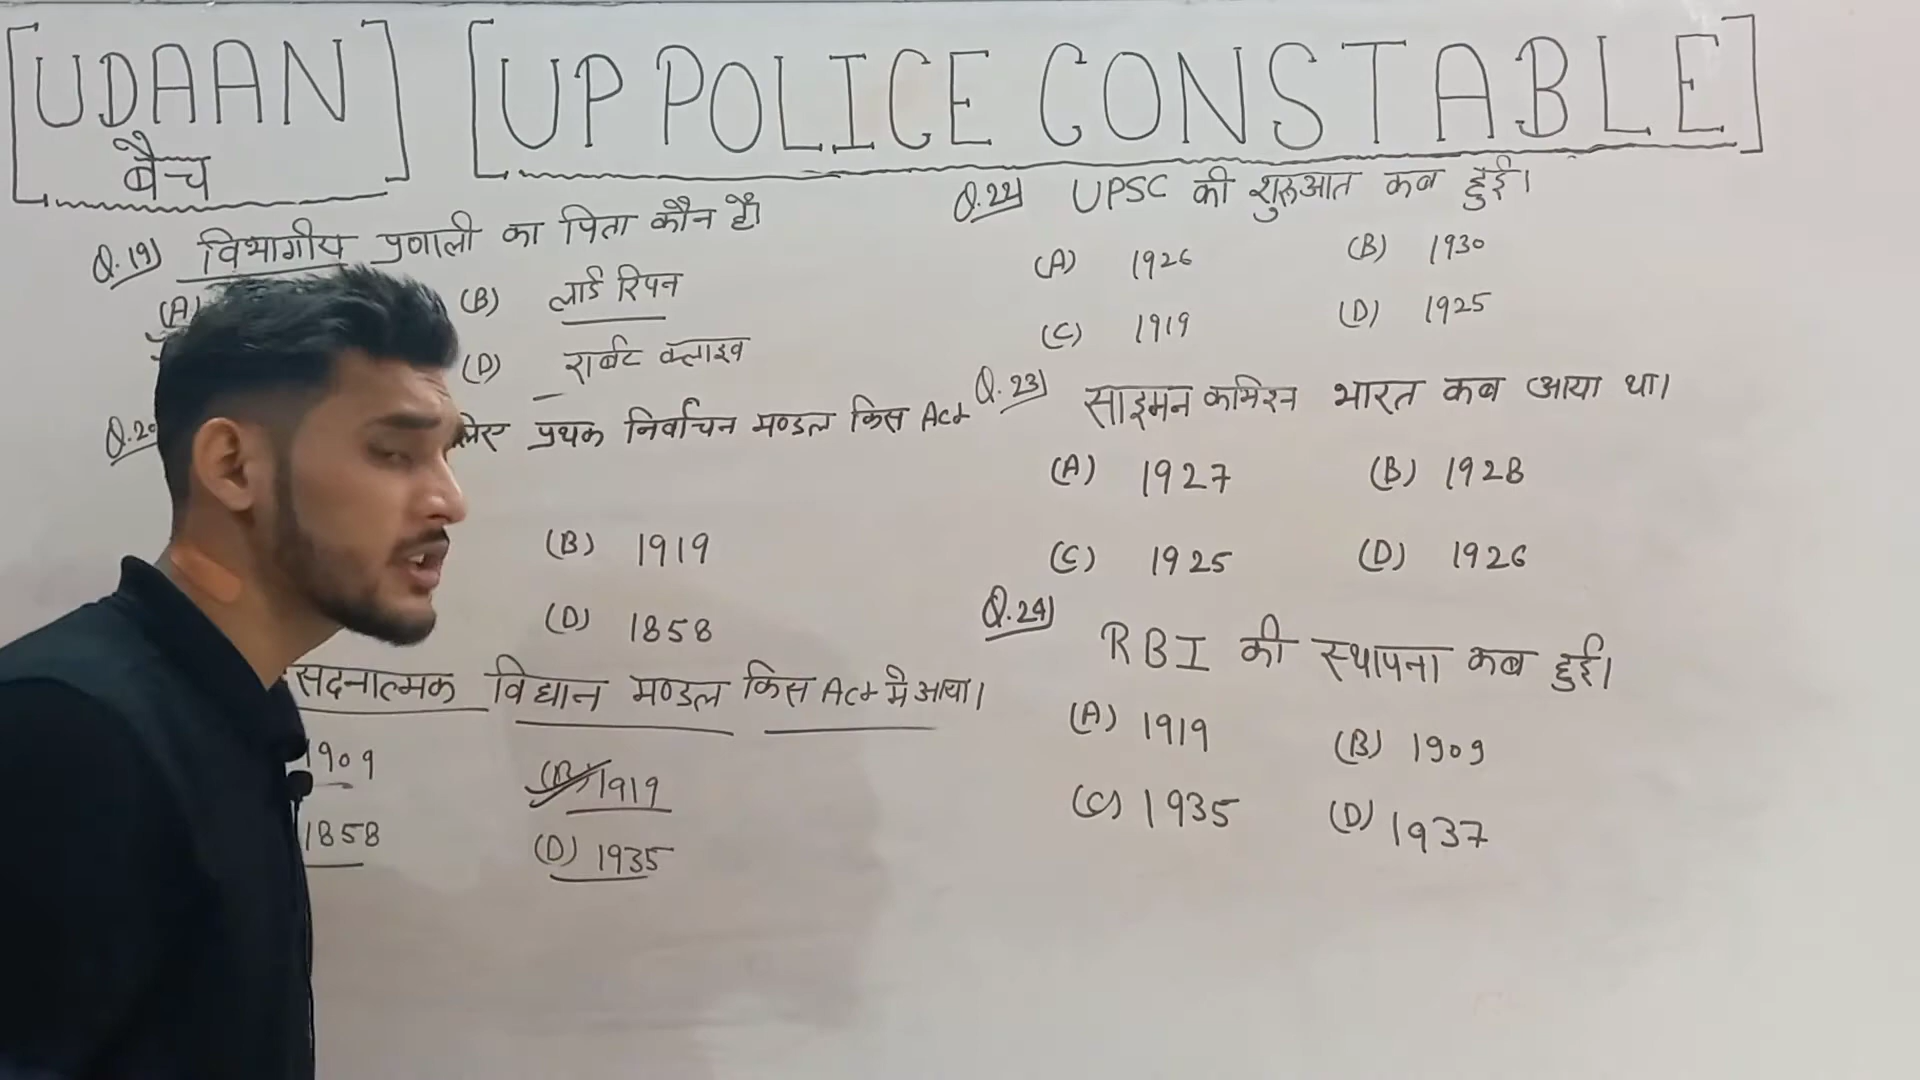 UDAAN
बैच
UP POLICE CONSTABLE
Q.19) विभागीय प्रणाली का पिता कौन है।
(A)
(B) लार्ड रिपन
(D) रार्बट क्लाइव
Q.20
लिए प्रथक निर्वाचन मण्डल किस Act
(B) 1919
(D) 1858
सदनात्मक विधान मण्डल किस Act मे आया।
1909
(B) 1919
1858
(D) 1935
Q.22) UPSC की शुरुआत कब हुई।
(A) 1926
(B) 1930
(C) 1919
(D) 1925
Q.23) साइमन कमिशन भारत कब आया था।
(A) 1927
(B) 1928
(C) 1925
(D) 1926
Q.24) RBI की स्थापना कब हुई।
(A) 1919
(B) 1909
(C) 1935
(D) 1937